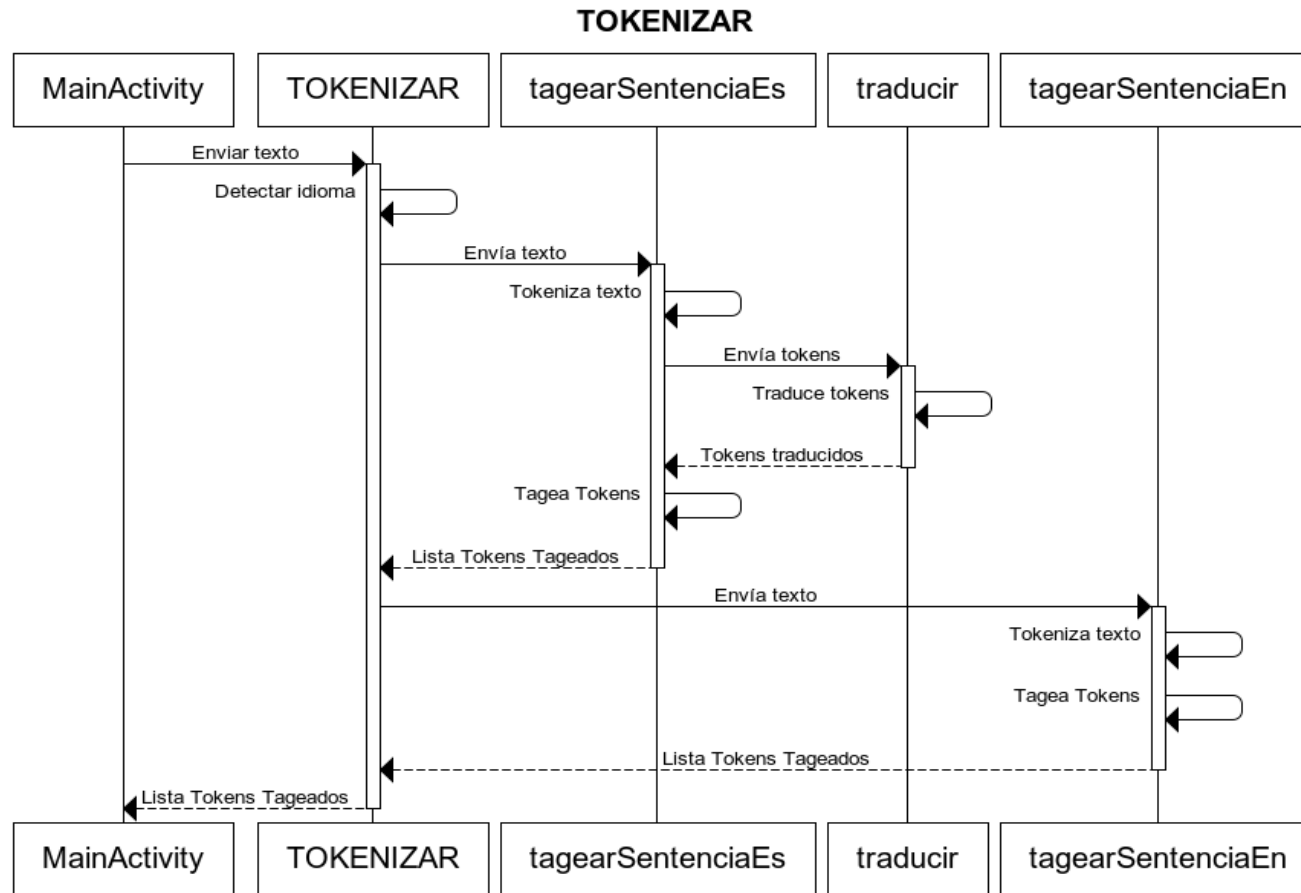 TOKENIZAR
MainActivity
TOKENIZAR
tagearSentenciaEs
traducir
tagearSentenciaEn
Enviar texto
Detectar idioma
Envía texto
Tokeniza texto
Envía tokens
Traduce tokens
Tokens traducidos
Tagea Tokens
Lista Tokens Tageados
Envía texto
Tokeniza texto
Tagea Tokens
Lista Tokens Tageados
Lista Tokens Tageados
MainActivity
TOKENIZAR
tagearSentenciaEs
traducir
tagearSentenciaEn